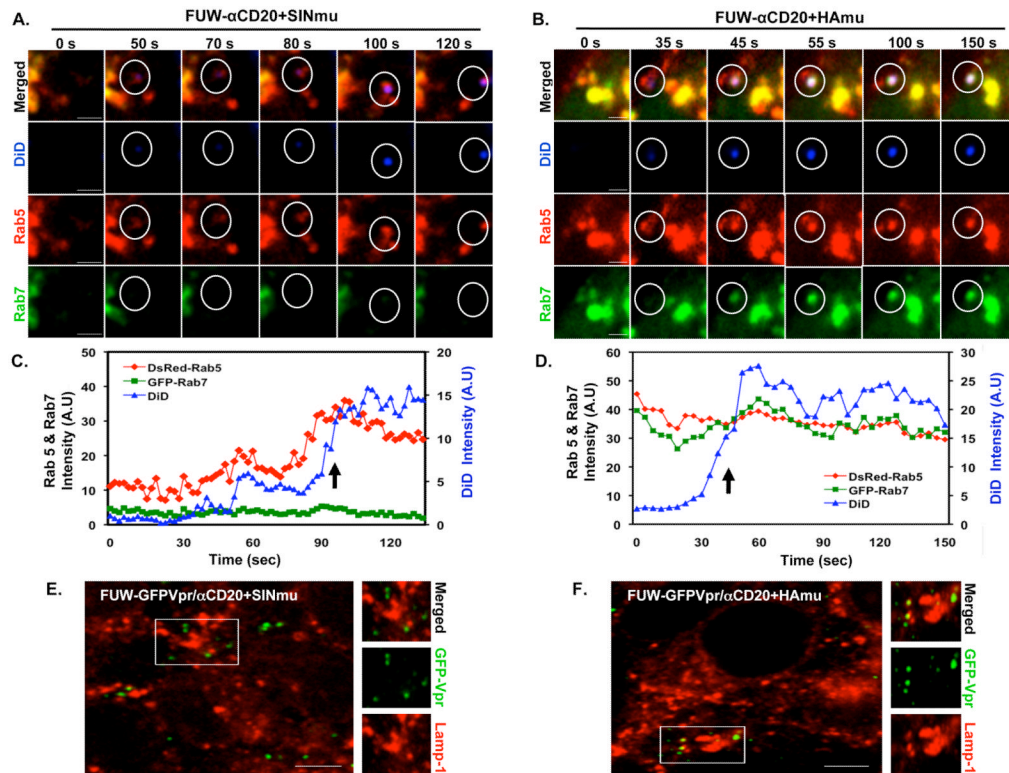 A.
FUW-αCD20+SINmu
0 s 50 s 70 s 80 s 100 s 120 s
Merged
DiD
Rab5
Rab7
B.
FUW-αCD20+HAmu
0 s 35 s 45 s 55 s 100 s 150 s
Merged
DiD
Rab5
Rab7
C.
Rab 5 & Rab7
Intensity (A.U)
50
40
30
20
10
0
DsRed-Rab5
GFP-Rab7
DiD
20
15
10
5
0
DiD Intensity (A.U)
0 30 60 90 120
Time (sec)
D.
Rab 5 & Rab7
Intensity (A.U)
60
50
40
30
20
10
0
DsRed-Rab5
GFP-Rab7
DiD
30
25
20
15
10
5
0
DiD Intensity (A.U)
0 30 60 90 120 150
Time (sec)
E.
FUW-GFPVpr/αCD20+SINmu
Merged
GFP-Vpr
Lamp-1
F.
FUW-GFPVpr/αCD20+HAmu
Merged
GFP-Vpr
Lamp-1